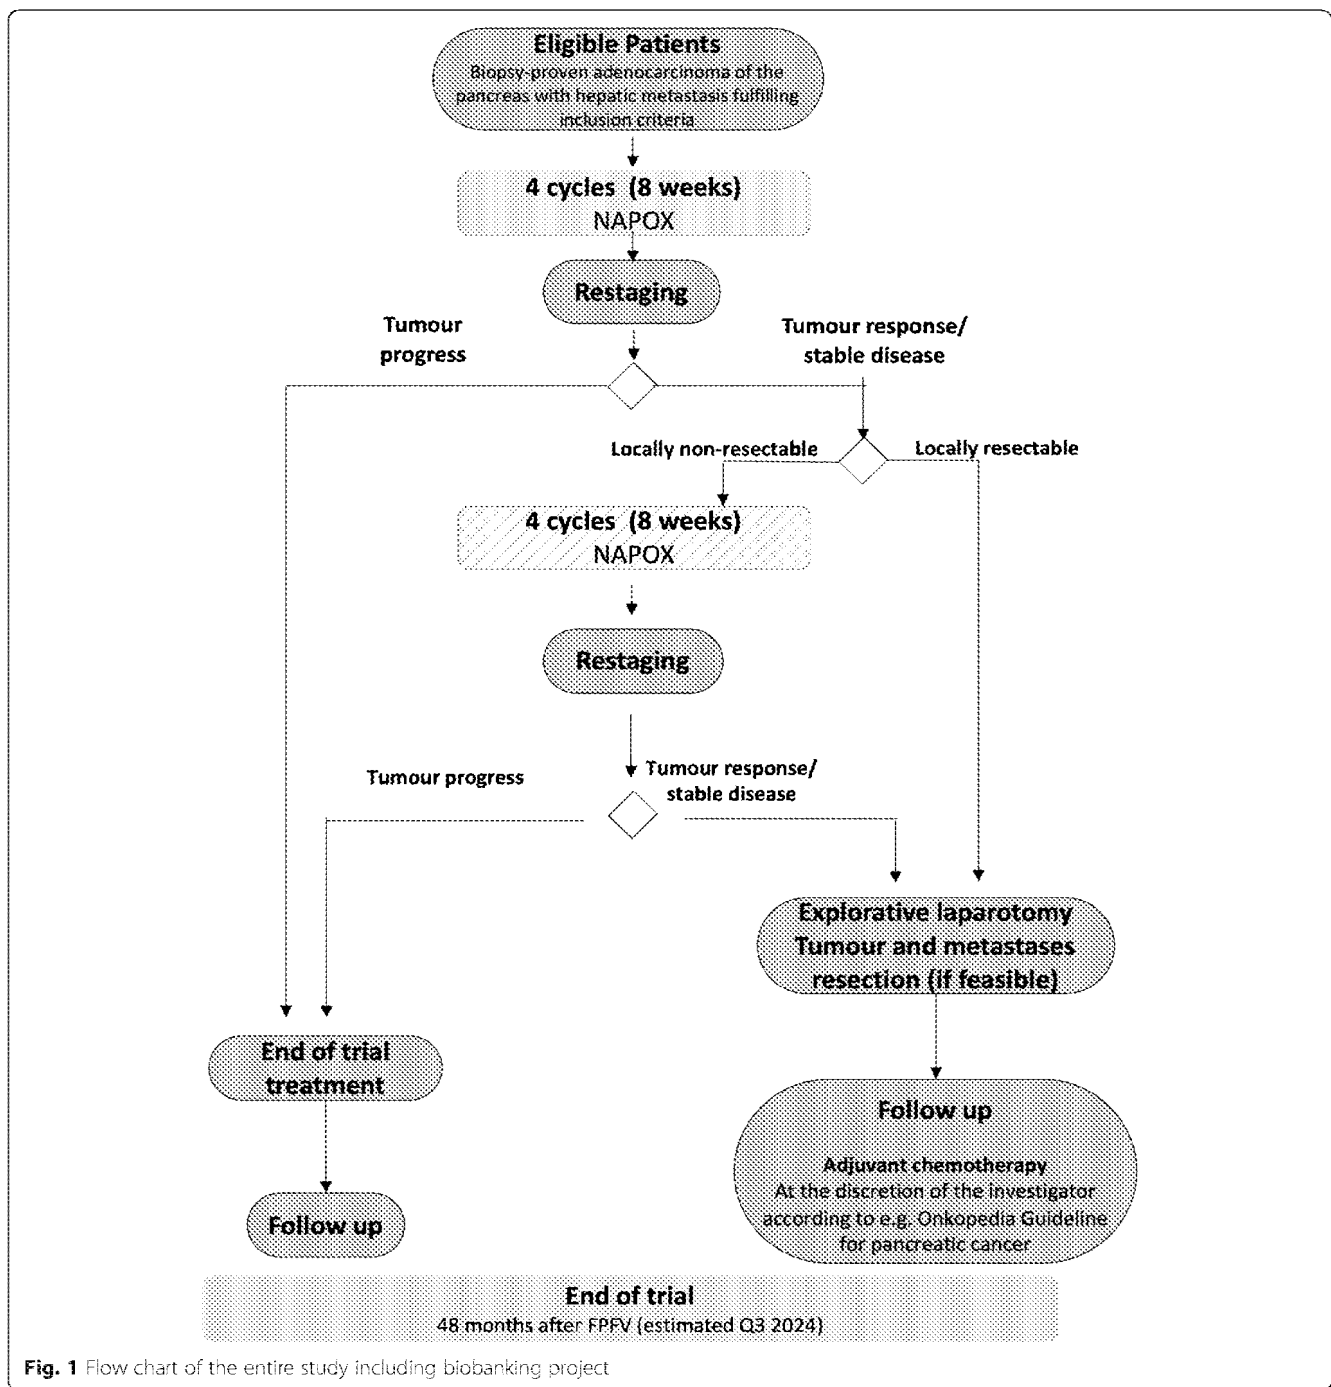 Eligible Patients
Biopsy-proven adenocarcinoma of the
pancreas with hepatic metastasis fulfilling
inclusion criteria
4 cycles (8 weeks)
NAPOX
Restaging
Tumour
progress
Tumour response/
stable disease
Locally non-resectable
Locally resectable
4 cycles (8 weeks)
NAPOX
Restaging
Tumour progress
Tumour response/
stable disease
Explorative laparotomy
Tumour and metastases
resection (if feasible)
End of trial
treatment
Follow up
Adjuvant chemotherapy
At the discretion of the investigator
according to e.g. Onkopedia Guideline
for pancreatic cancer
Follow up
End of trial
48 months after FPFV (estimated Q3 2024)
Fig. 1 Flow chart of the entire study including biobanking project